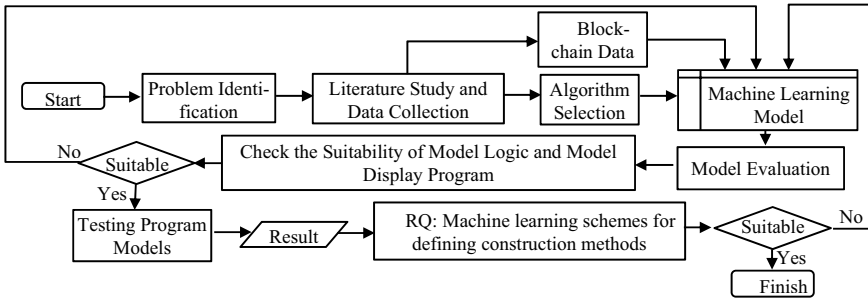 Block-
chain Data
Start
Problem Identi-
fication
Literature Study and
Data Collection
Algorithm
Selection
Machine Learning
Model
No
Suitable
Yes
Check the Suitability of Model Logic and Model
Display Program
Model Evaluation
Testing Program
Models
Result
RQ: Machine learning schemes for
defining construction methods
Suitable
No
Yes
Finish